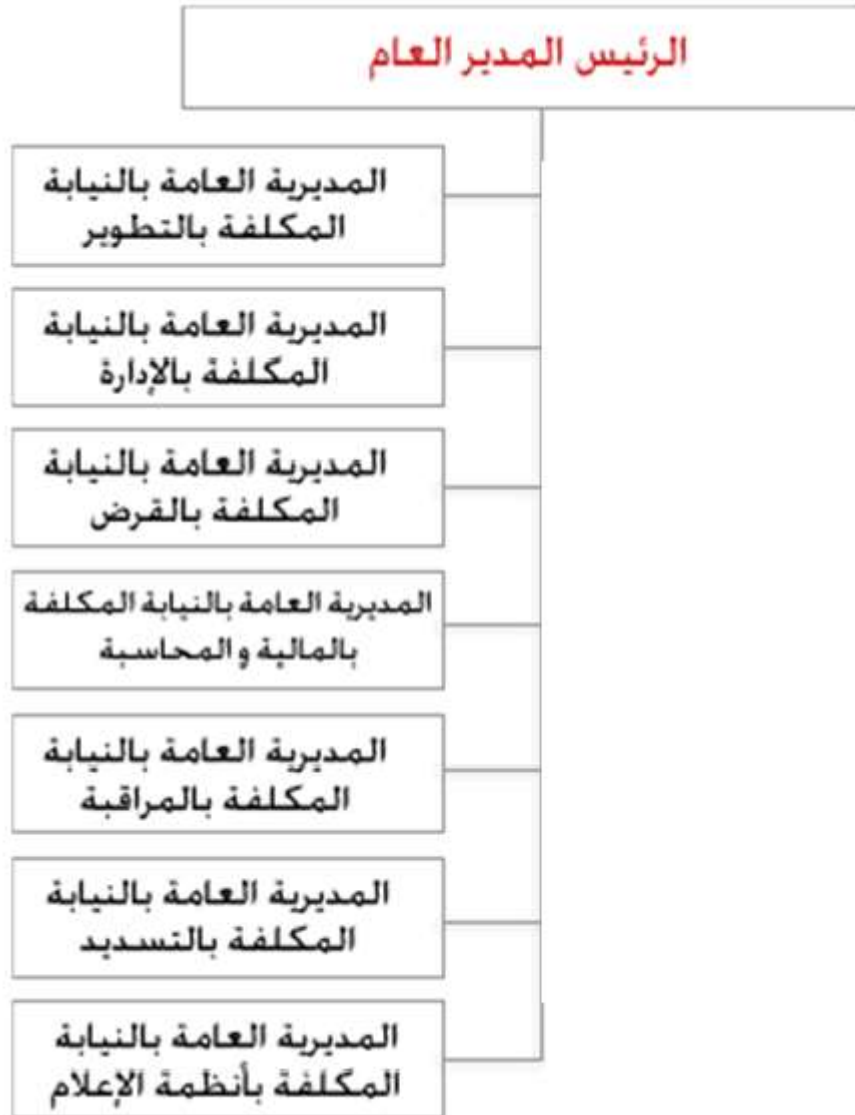 الرئيس المدير العام
المديرية العامة بالنيابة
المكلفة بالتطوير
المديرية العامة بالنيابة
المكلفة بالإدارة
المديرية العامة بالنيابة
المكلفة بالقرض
المديرية العامة بالنيابة المكلفة
بالمالية و المحاسبة
المديرية العامة بالنيابة
المكلفة بالمراقبة
المديرية العامة بالنيابة
المكلفة بالتسديد
المديرية العامة بالنيابة
المكلفة بأنظمة الإعلام